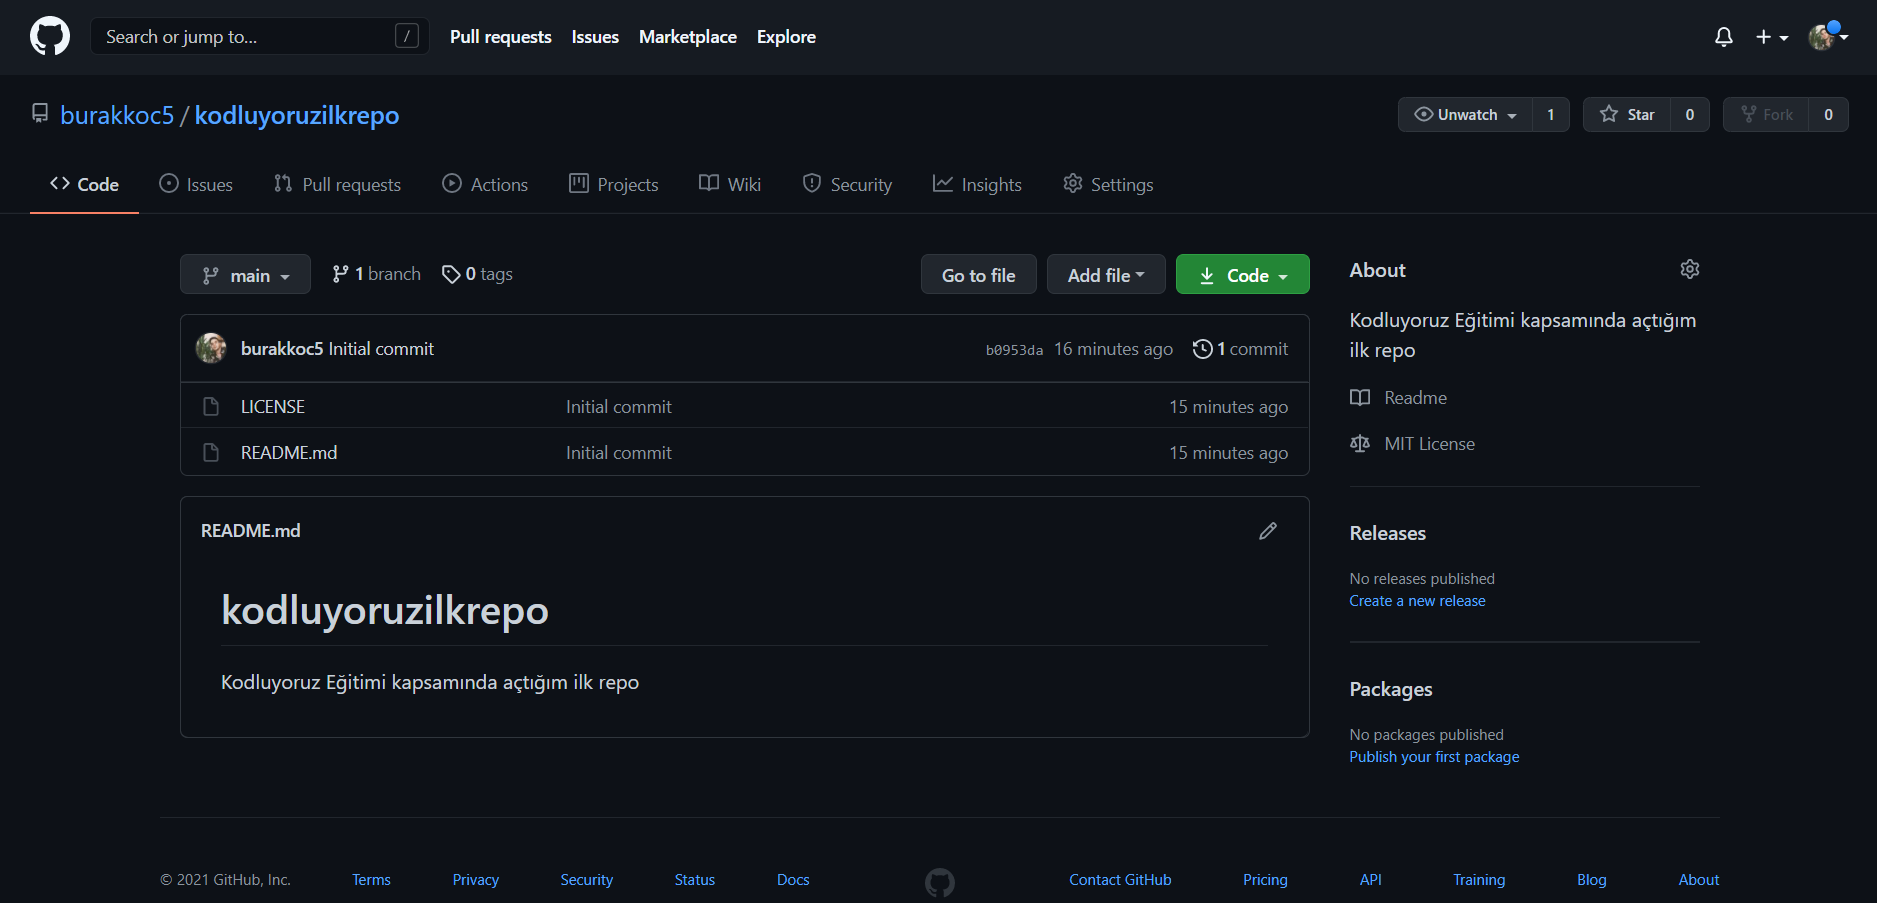 Search or jump to... /
Pull requests Issues Marketplace Explore
burakkoc5 / kodluyoruzilkrepo
Unwatch 1 Star 0 Fork 0
Code Issues Pull requests Actions Projects Wiki Security Insights Settings
main 1 branch 0 tags
Go to file Add file Code
burakkoc5 Initial commit b0953da 16 minutes ago 1 commit
LICENSE Initial commit 15 minutes ago
README.md Initial commit 15 minutes ago
README.md
kodluyoruzilkrepo
Kodluyoruz Eğitimi kapsamında açtığım ilk repo
About
Kodluyoruz Eğitimi kapsamında açtığım
ilk repo
Readme
MIT License
Releases
No releases published
Create a new release
Packages
No packages published
Publish your first package
© 2021 GitHub, Inc. Terms Privacy Security Status Docs Contact GitHub Pricing API Training Blog About